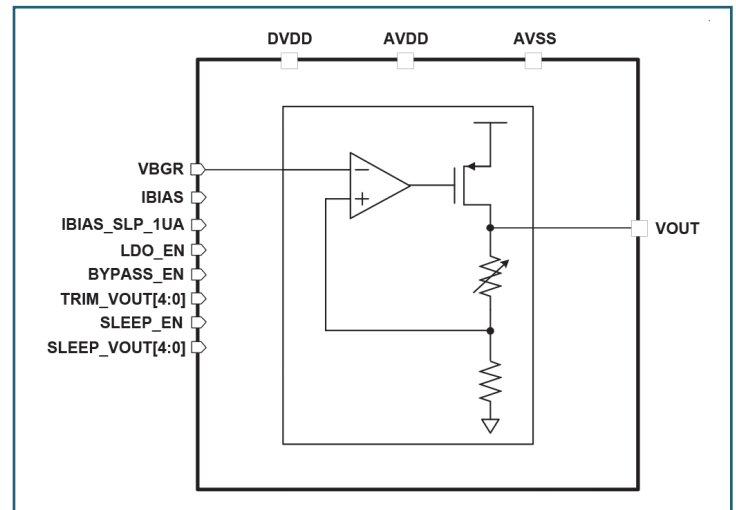 DVDD AVDD AVSS
VBGR
IBIAS
IBIAS_SLP_1UA
LDO_EN
BYPASS_EN
TRIM_VOUT[4:0]
SLEEP_EN
SLEEP_VOUT[4:0]
VOUT